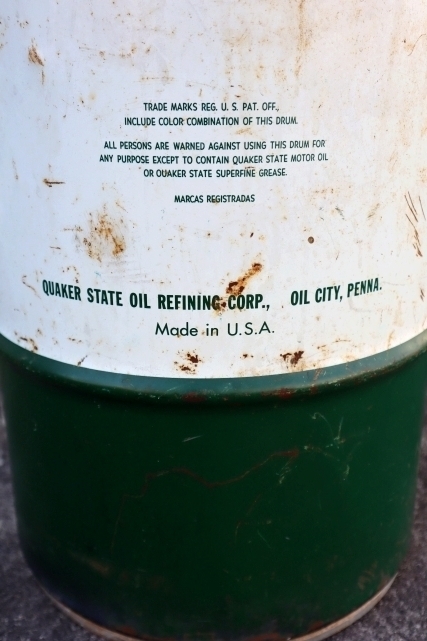 TRADE MARKS REG. U. S. PAT. OFF.,
INCLUDE COLOR COMBINATION OF THIS DRUM.
ALL PERSONS ARE WARNED AGAINST USING THIS DRUM FOR
ANY PURPOSE EXCEPT TO CONTAIN QUAKER STATE MOTOR OIL
OR QUAKER STATE SUPERFINE GREASE.
MARCAS REGISTRADAS
QUAKER STATE OIL REFINING CORP., OIL CITY, PENNA.
Made in U.S.A.